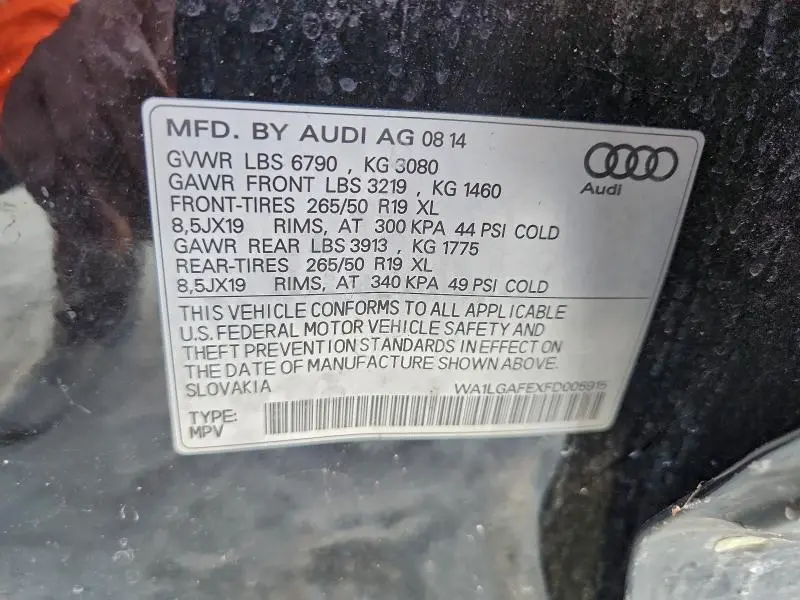 MFD. BY AUDI AG 08 14
GVWR LBS 6790 , KG 3080
GAWR FRONT LBS 3219 , KG 1460
FRONT-TIRES 265/50 R19 XL
8,5JX19 RIMS, AT 300 KPA 44 PSI COLD
GAWR REAR LBS 3913 , KG 1775
REAR-TIRES 265/50 R19 XL
8,5JX19 RIMS, AT 340 KPA 49 PSI COLD
Audi
THIS VEHICLE CONFORMS TO ALL APPLICABLE
U.S. FEDERAL MOTOR VEHICLE SAFETY AND
THEFT PREVENTION STANDARDS IN EFFECT ON
THE DATE OF MANUFACTURE SHOWN ABOVE.
SLOVAKIA WA1LGAFEXFD005915
TYPE:
MPV